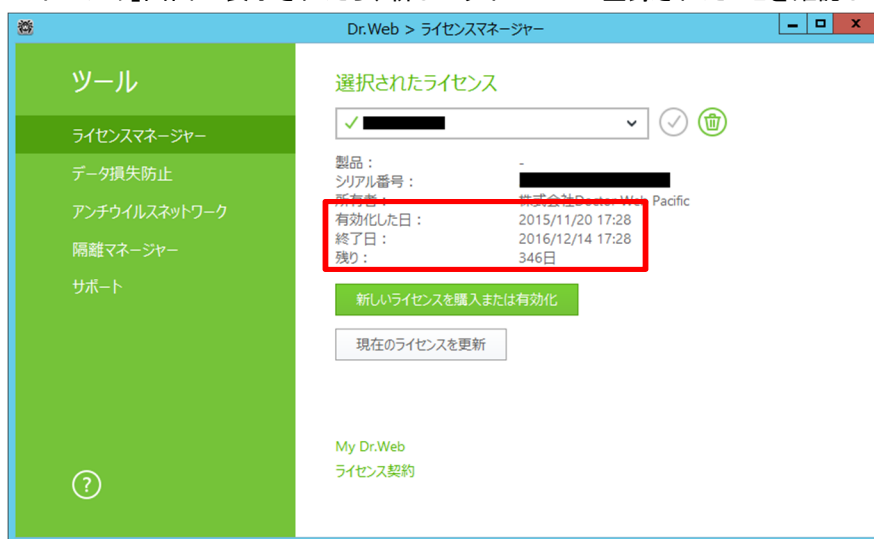 Dr.Web > ライセンスマネージャー
ツール
ライセンスマネージャー
データ損失防止
アンチウイルスネットワーク
隔離マネージャー
サポート
選択されたライセンス
製品： -
シリアル番号：
所有者： 株式会社Doctor Web Pacific
有効化した日： 2015/11/20 17:28
終了日： 2016/12/14 17:28
残り： 346日
新しいライセンスを購入または有効化
現在のライセンスを更新
My Dr.Web
ライセンス契約
?